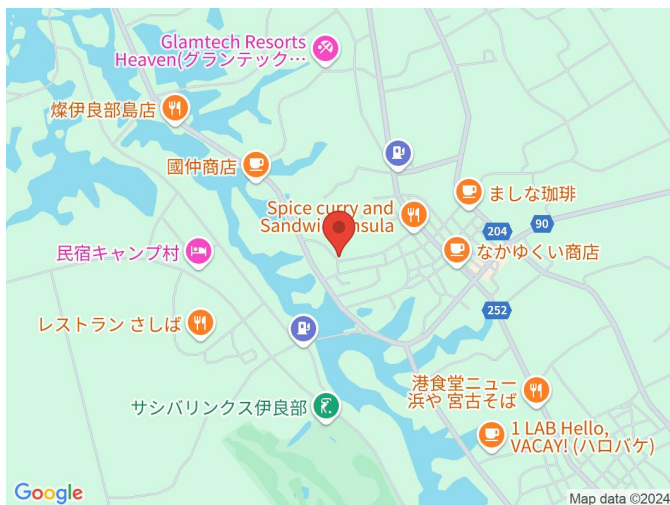 Glamtech Resorts
Heaven(グランテック…
燦伊良部島店
國仲商店
ましな珈琲
Spice curry and
204
90
民宿キャンプ村
なかゆくい商店
252
レストラン さしば
港食堂ニュー
浜や 宮古そば
サシバリンクス伊良部
1 LAB Hello,
VACAY! (ハロバケ)
Google
Map data ©2024